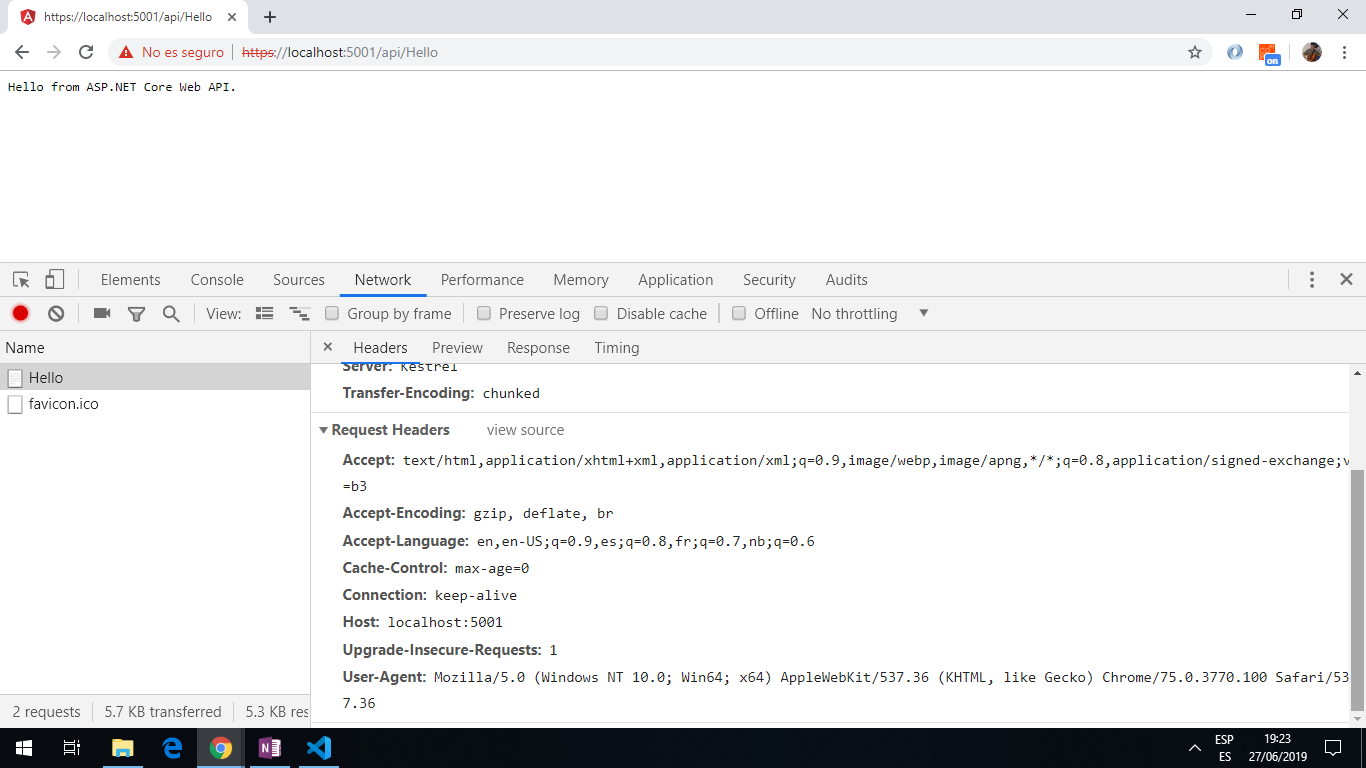 https://localhost:5001/api/Hello
No es seguro | https://localhost:5001/api/Hello
on
Hello from ASP.NET Core Web API.
Elements Console Sources Network Performance Memory Application Security Audits
View: Group by frame Preserve log Disable cache Offline No throttling
Name
Headers Preview Response Timing
Hello
favicon.ico
Server: Kestrel
Transfer-Encoding: chunked
Request Headers view source
Accept: text/html,application/xhtml+xml,application/xml;q=0.9,image/webp,image/apng,*/*;q=0.8,application/signed-exchange;v
=b3
Accept-Encoding: gzip, deflate, br
Accept-Language: en,en-US;q=0.9,es;q=0.8,fr;q=0.7,nb;q=0.6
Cache-Control: max-age=0
Connection: keep-alive
Host: localhost:5001
Upgrade-Insecure-Requests: 1
User-Agent: Mozilla/5.0 (Windows NT 10.0; Win64; x64) AppleWebKit/537.36 (KHTML, like Gecko) Chrome/75.0.3770.100 Safari/53
7.36
2 requests 5.7 KB transferred 5.3 KB res
ESP 19:23
ES 27/06/2019